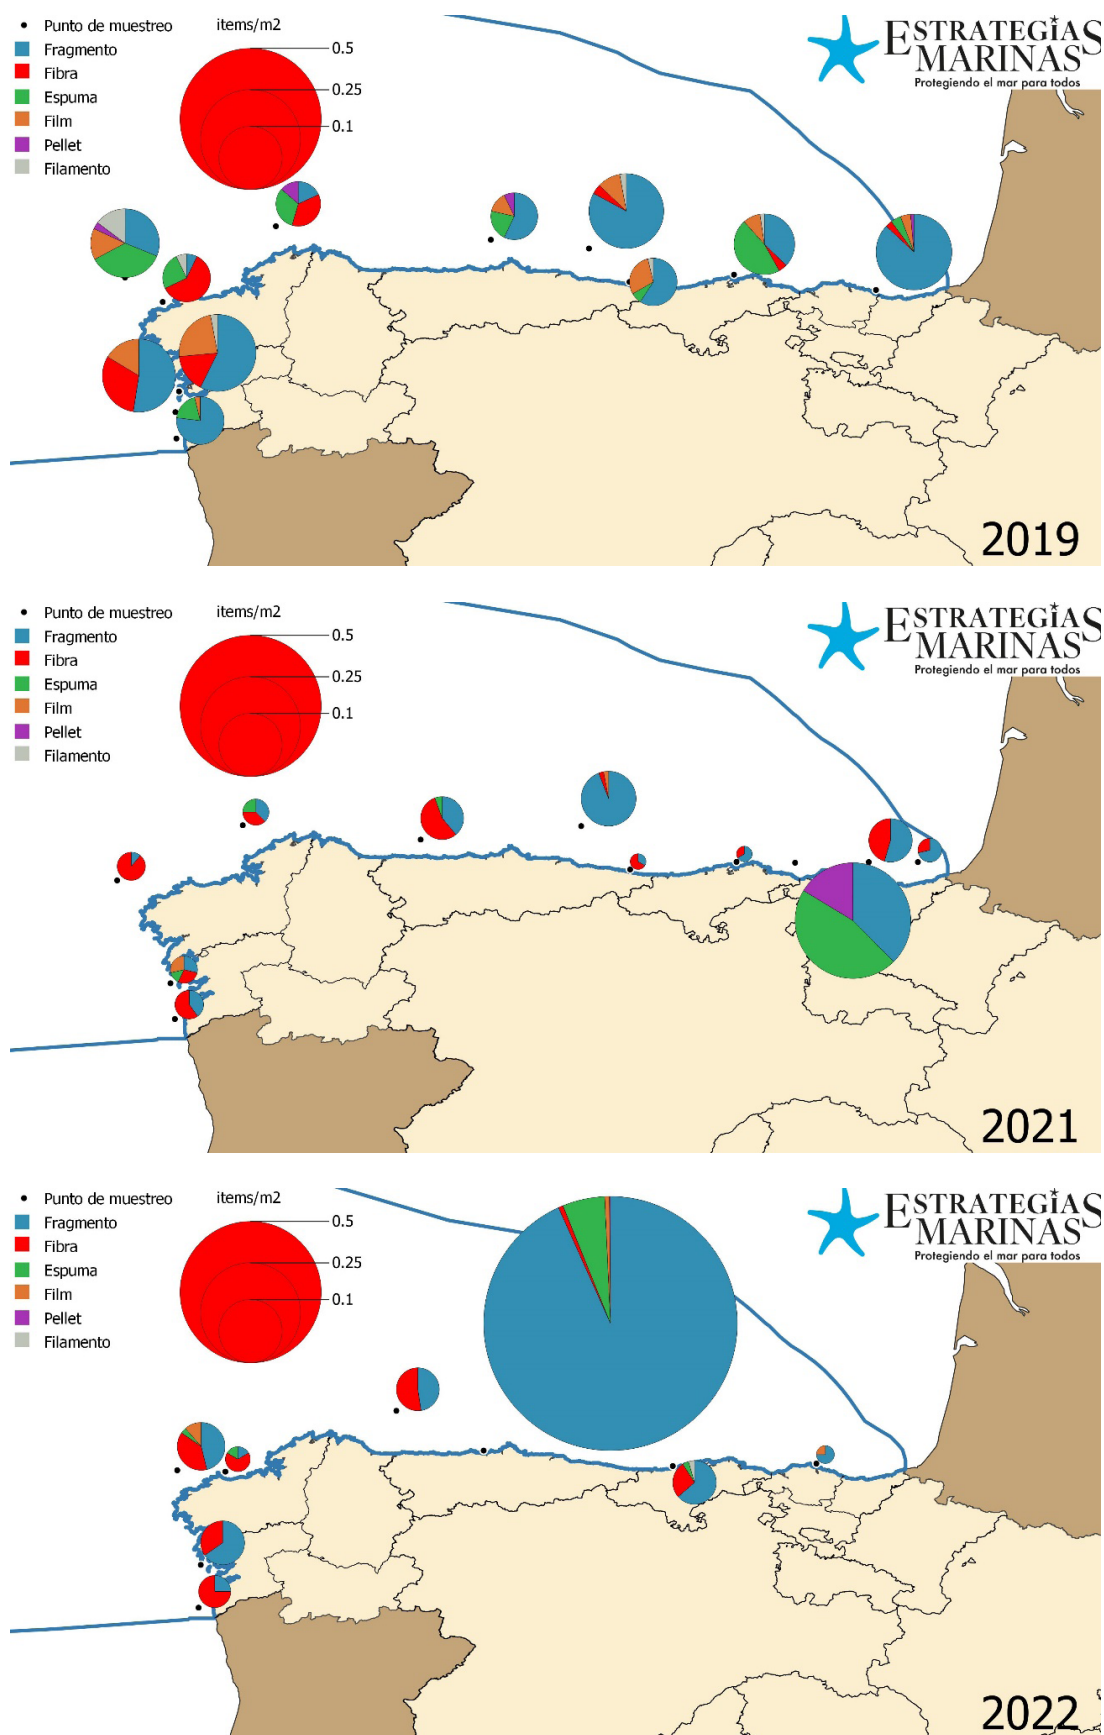 Punto de muestreo
Fragmento
Fibra
Espuma
Film
Pellet
Filamento
items/m2
0.5
0.25
0.1
ESTRATEGIAS
MARINAS
Protegiendo el mar para todos
2019
Punto de muestreo
Fragmento
Fibra
Espuma
Film
Pellet
Filamento
items/m2
0.5
0.25
0.1
ESTRATEGIAS
MARINAS
Protegiendo el mar para todos
2021
Punto de muestreo
Fragmento
Fibra
Espuma
Film
Pellet
Filamento
items/m2
0.5
0.25
0.1
ESTRATEGIAS
MARINAS
Protegiendo el mar para todos
2022